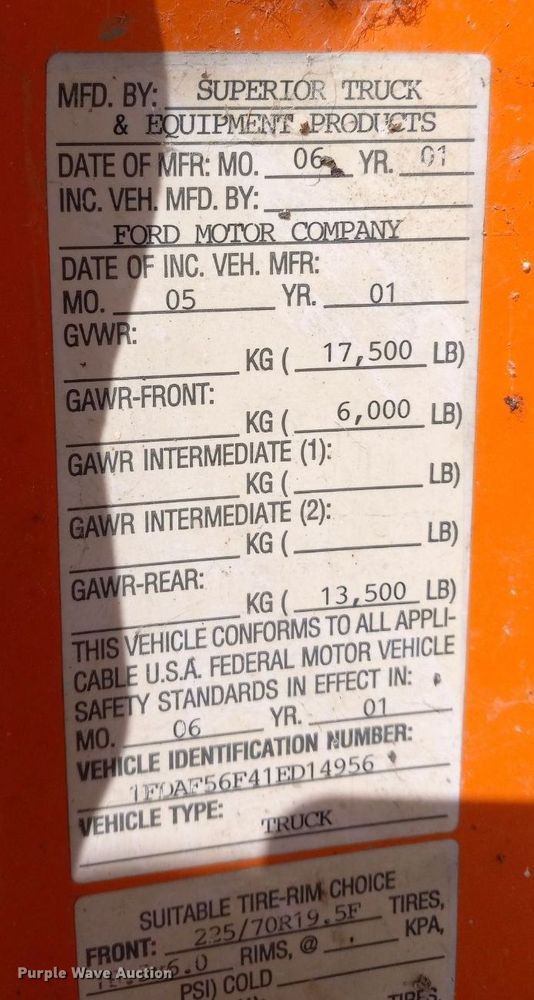 MFD. BY: SUPERIOR TRUCK
& EQUIPMENT PRODUCTS
DATE OF MFR: MO. 06 YR. 01
INC. VEH. MFD. BY:
FORD MOTOR COMPANY
DATE OF INC. VEH. MFR:
MO. 05 YR. 01
GVWR:
KG ( 17,500 LB)
GAWR-FRONT:
KG ( 6,000 LB)
GAWR INTERMEDIATE (1):
KG ( LB)
GAWR INTERMEDIATE (2):
KG ( LB)
GAWR-REAR:
KG ( 13,500 LB)
THIS VEHICLE CONFORMS TO ALL APPLI-
CABLE U.S.A. FEDERAL MOTOR VEHICLE
SAFETY STANDARDS IN EFFECT IN:
MO. 06 YR. 01
VEHICLE IDENTIFICATION NUMBER:
1FDAF56F41ED14956
VEHICLE TYPE:
TRUCK
SUITABLE TIRE-RIM CHOICE
FRONT: 225/70R19.5F TIRES,
6.0 RIMS, @ KPA,
PSI) COLD
TIRES
Purple Wave Auction